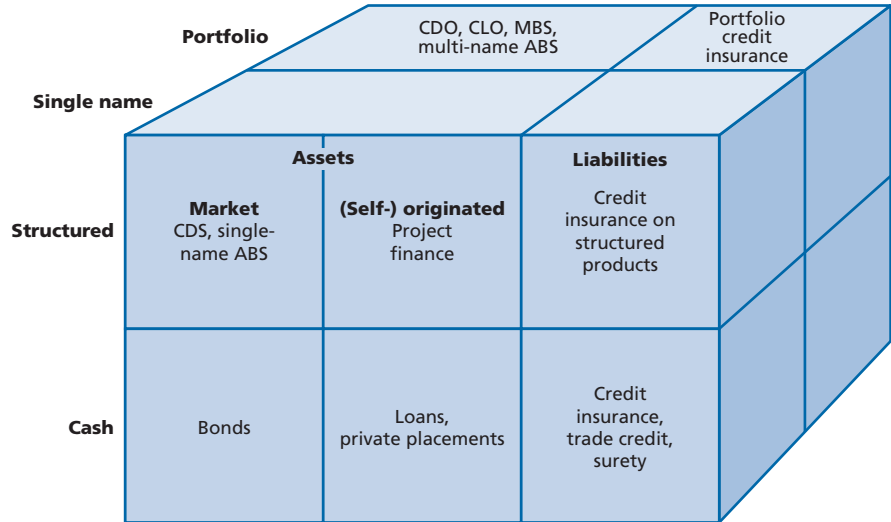 Portfolio
CDO, CLO, MBS,
multi-name ABS
Portfolio
credit
insurance
Single name
Assets
Liabilities
Structured
Market
CDS, single-
name ABS
(Self-) originated
Project
finance
Credit
insurance on
structured
products
Cash
Bonds
Loans,
private placements
Credit
insurance,
trade credit,
surety